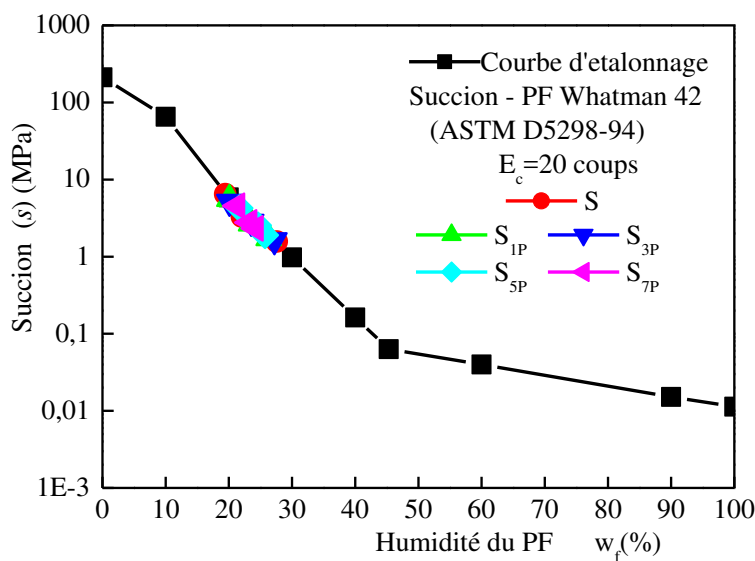 1000
100
10
1
0,1
0,01
1E-3
Succion (s) (MPa)
Courbe d'etalonnage
Succion - PF Whatman 42
(ASTM D5298-94)
E_c=20 coups
S
S_1P S_3P
S_5P S_7P
0 10 20 30 40 50 60 70 80 90 100
Humidité du PF w_f(%)